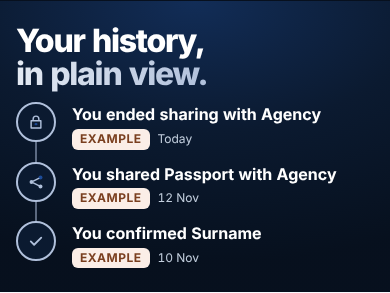 Your history,
in plain view.
You ended sharing with Agency
EXAMPLE Today
You shared Passport with Agency
EXAMPLE 12 Nov
You confirmed Surname
EXAMPLE 10 Nov